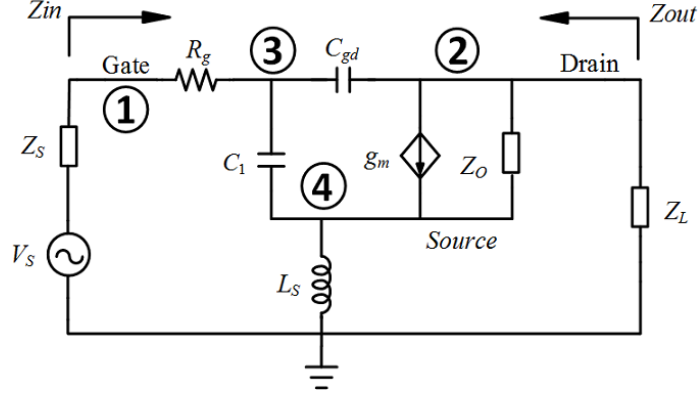 Zin
Zout
Gate
Rg
3
Cgd
2
Drain
1
ZS
C1
4
gm
ZO
ZL
VS
Source
LS